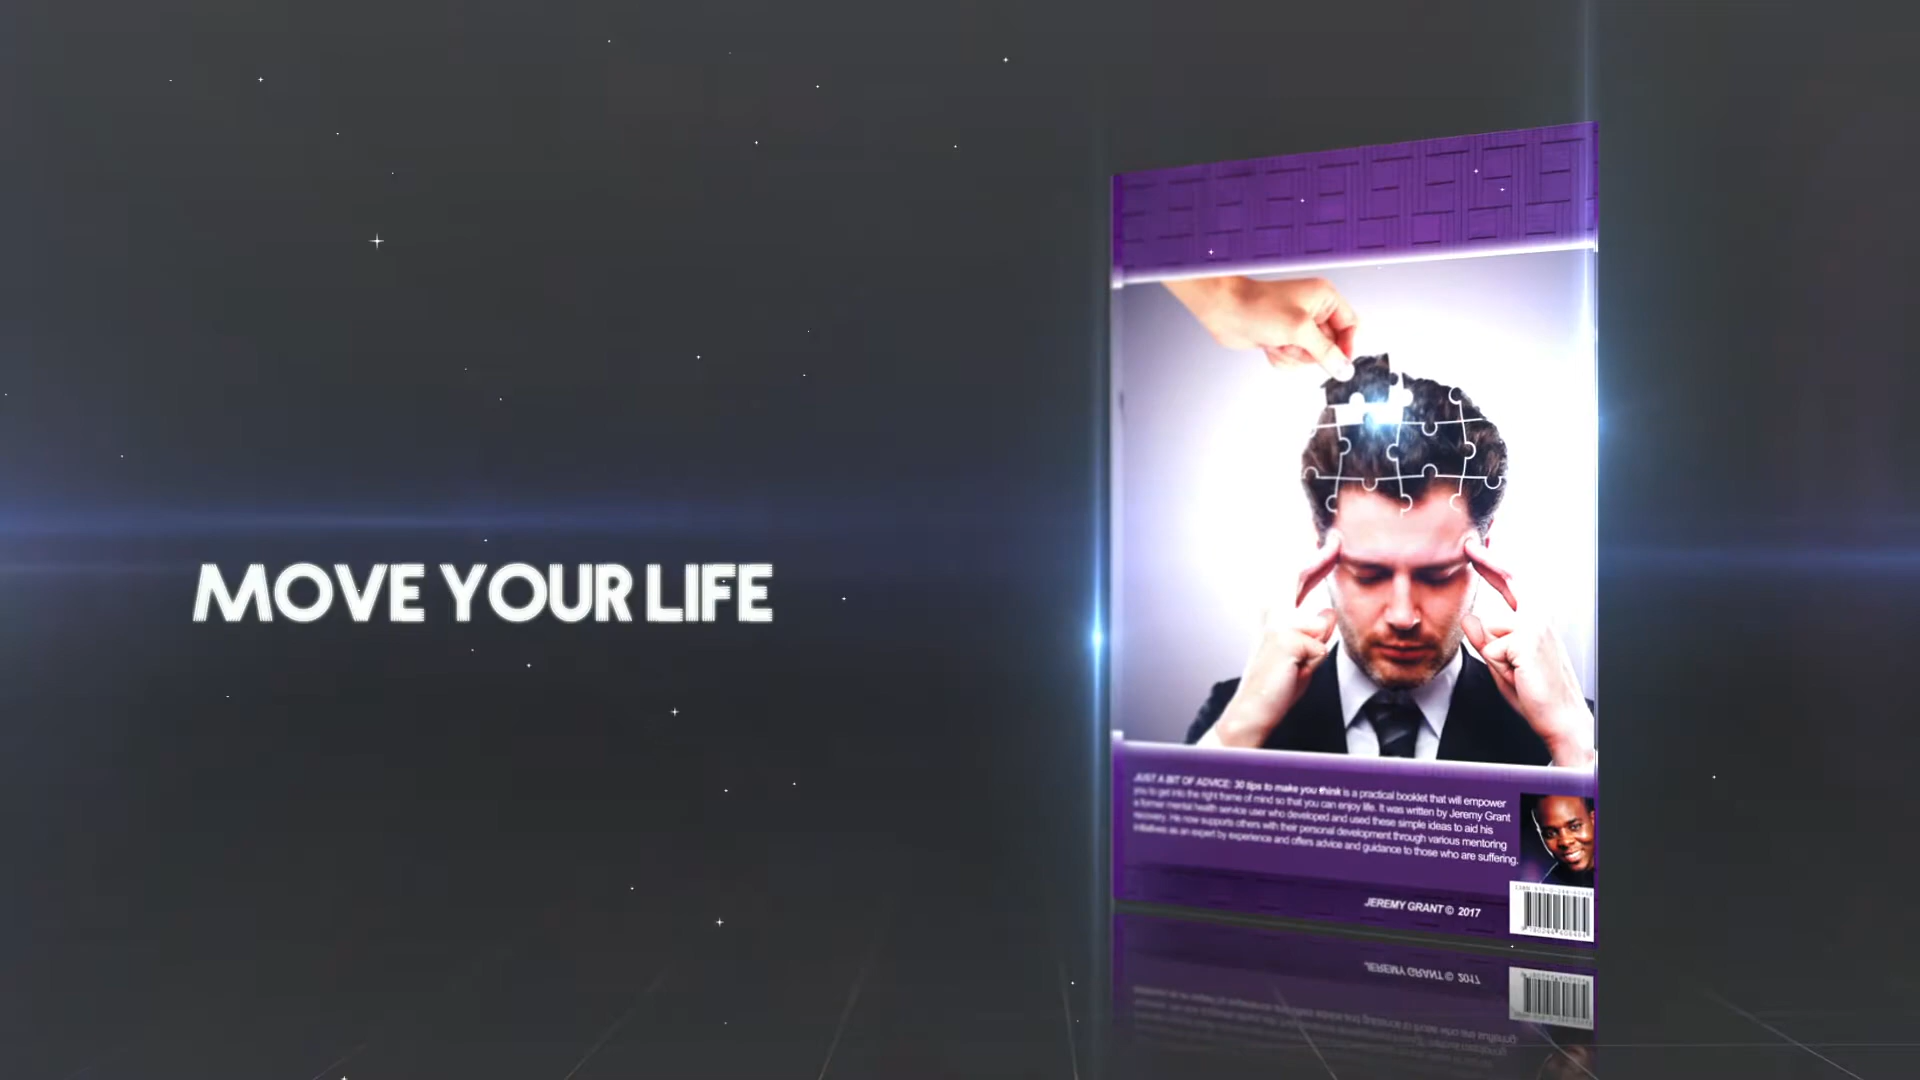 MOVE YOUR LIFE
JUST A BIT OF ADVICE: 30 tips to make you think is a practical booklet that will empower
you to get into the right frame of mind so that you can enjoy life. It was written by Jeremy Grant
a former mental health service user who developed and used these simple ideas to aid his
recovery. He now supports others with their personal development through various mentoring
initiatives as an expert by experience and offers advice and guidance to those who are suffering.
JEREMY GRANT © 2017